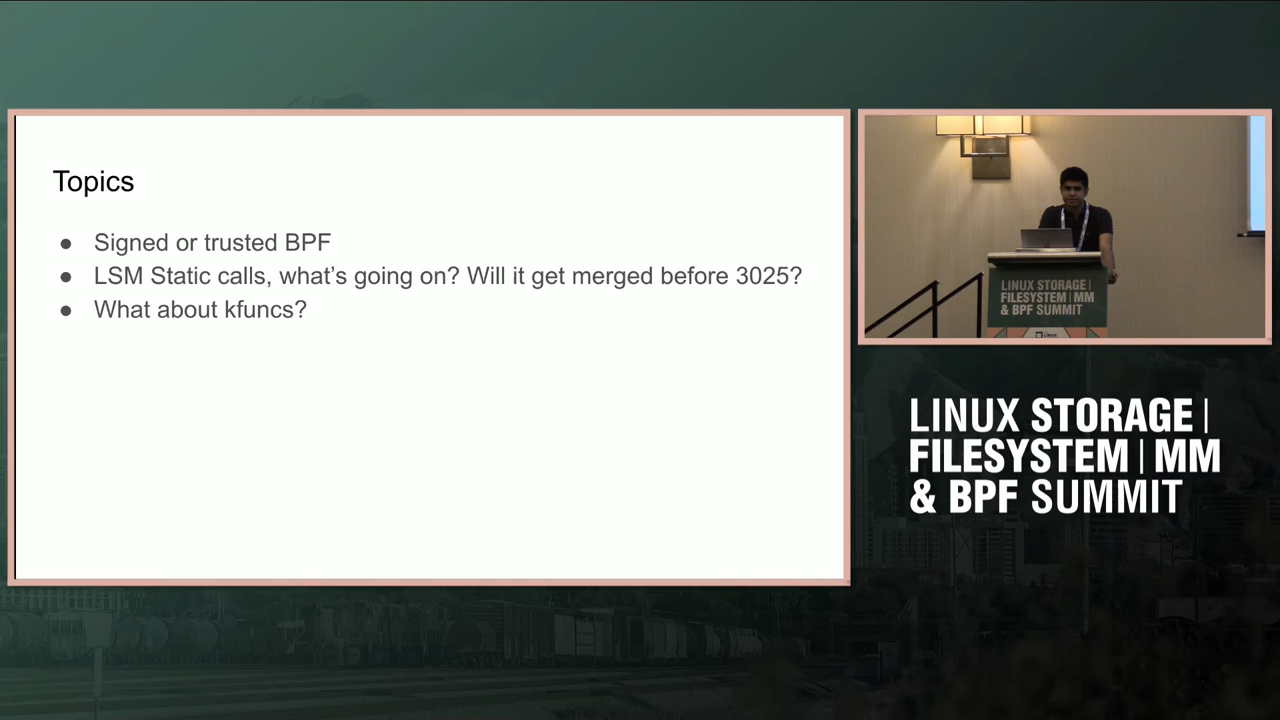 Topics
● Signed or trusted BPF
● LSM Static calls, what's going on? Will it get merged before 3025?
● What about kfuncs?
LINUX STORAGE |
FILESYSTEM | MM
& BPF SUMMIT
LINUX STORAGE |
FILESYSTEM | MM
& BPF SUMMIT